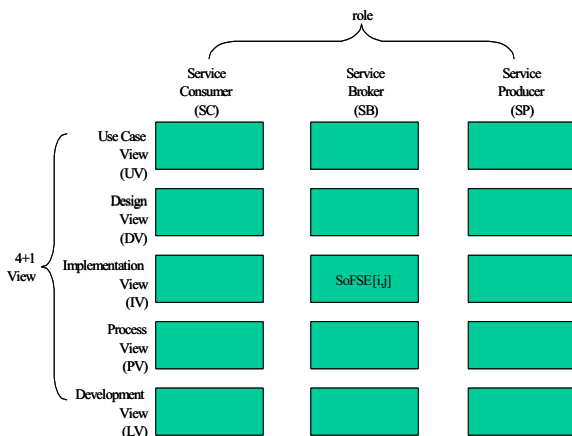 role
Service Consumer (SC)
Service Broker (SB)
Service Producer (SP)
Use Case View (UV)
Design View (DV)
4+1 View
Implementation View (IV)
SoFSE[i,j]
Process View (PV)
Development View (LV)